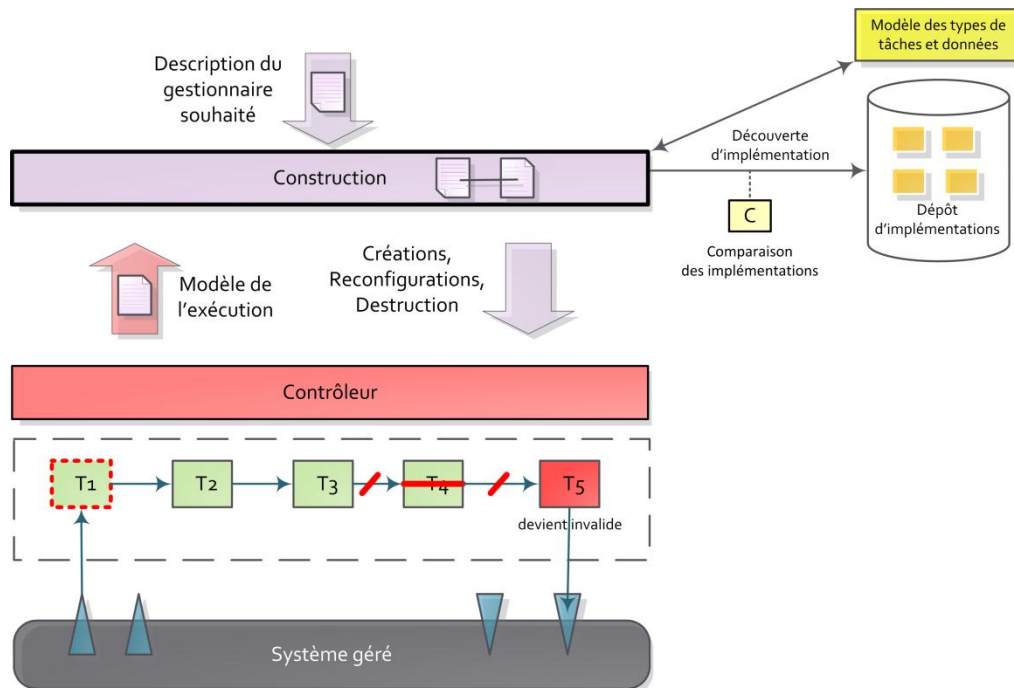 Modèle des types de
tâches et données
Description du
gestionnaire
souhaité
Découverte
d'implémentation
Construction
C
Dépôt
d'implémentations
Comparaison
des implémentations
Créations,
Reconfigurations,
Destruction
Modèle de
l'exécution
Contrôleur
T1
T2
T3
T4
T5
devient invalide
Système géré